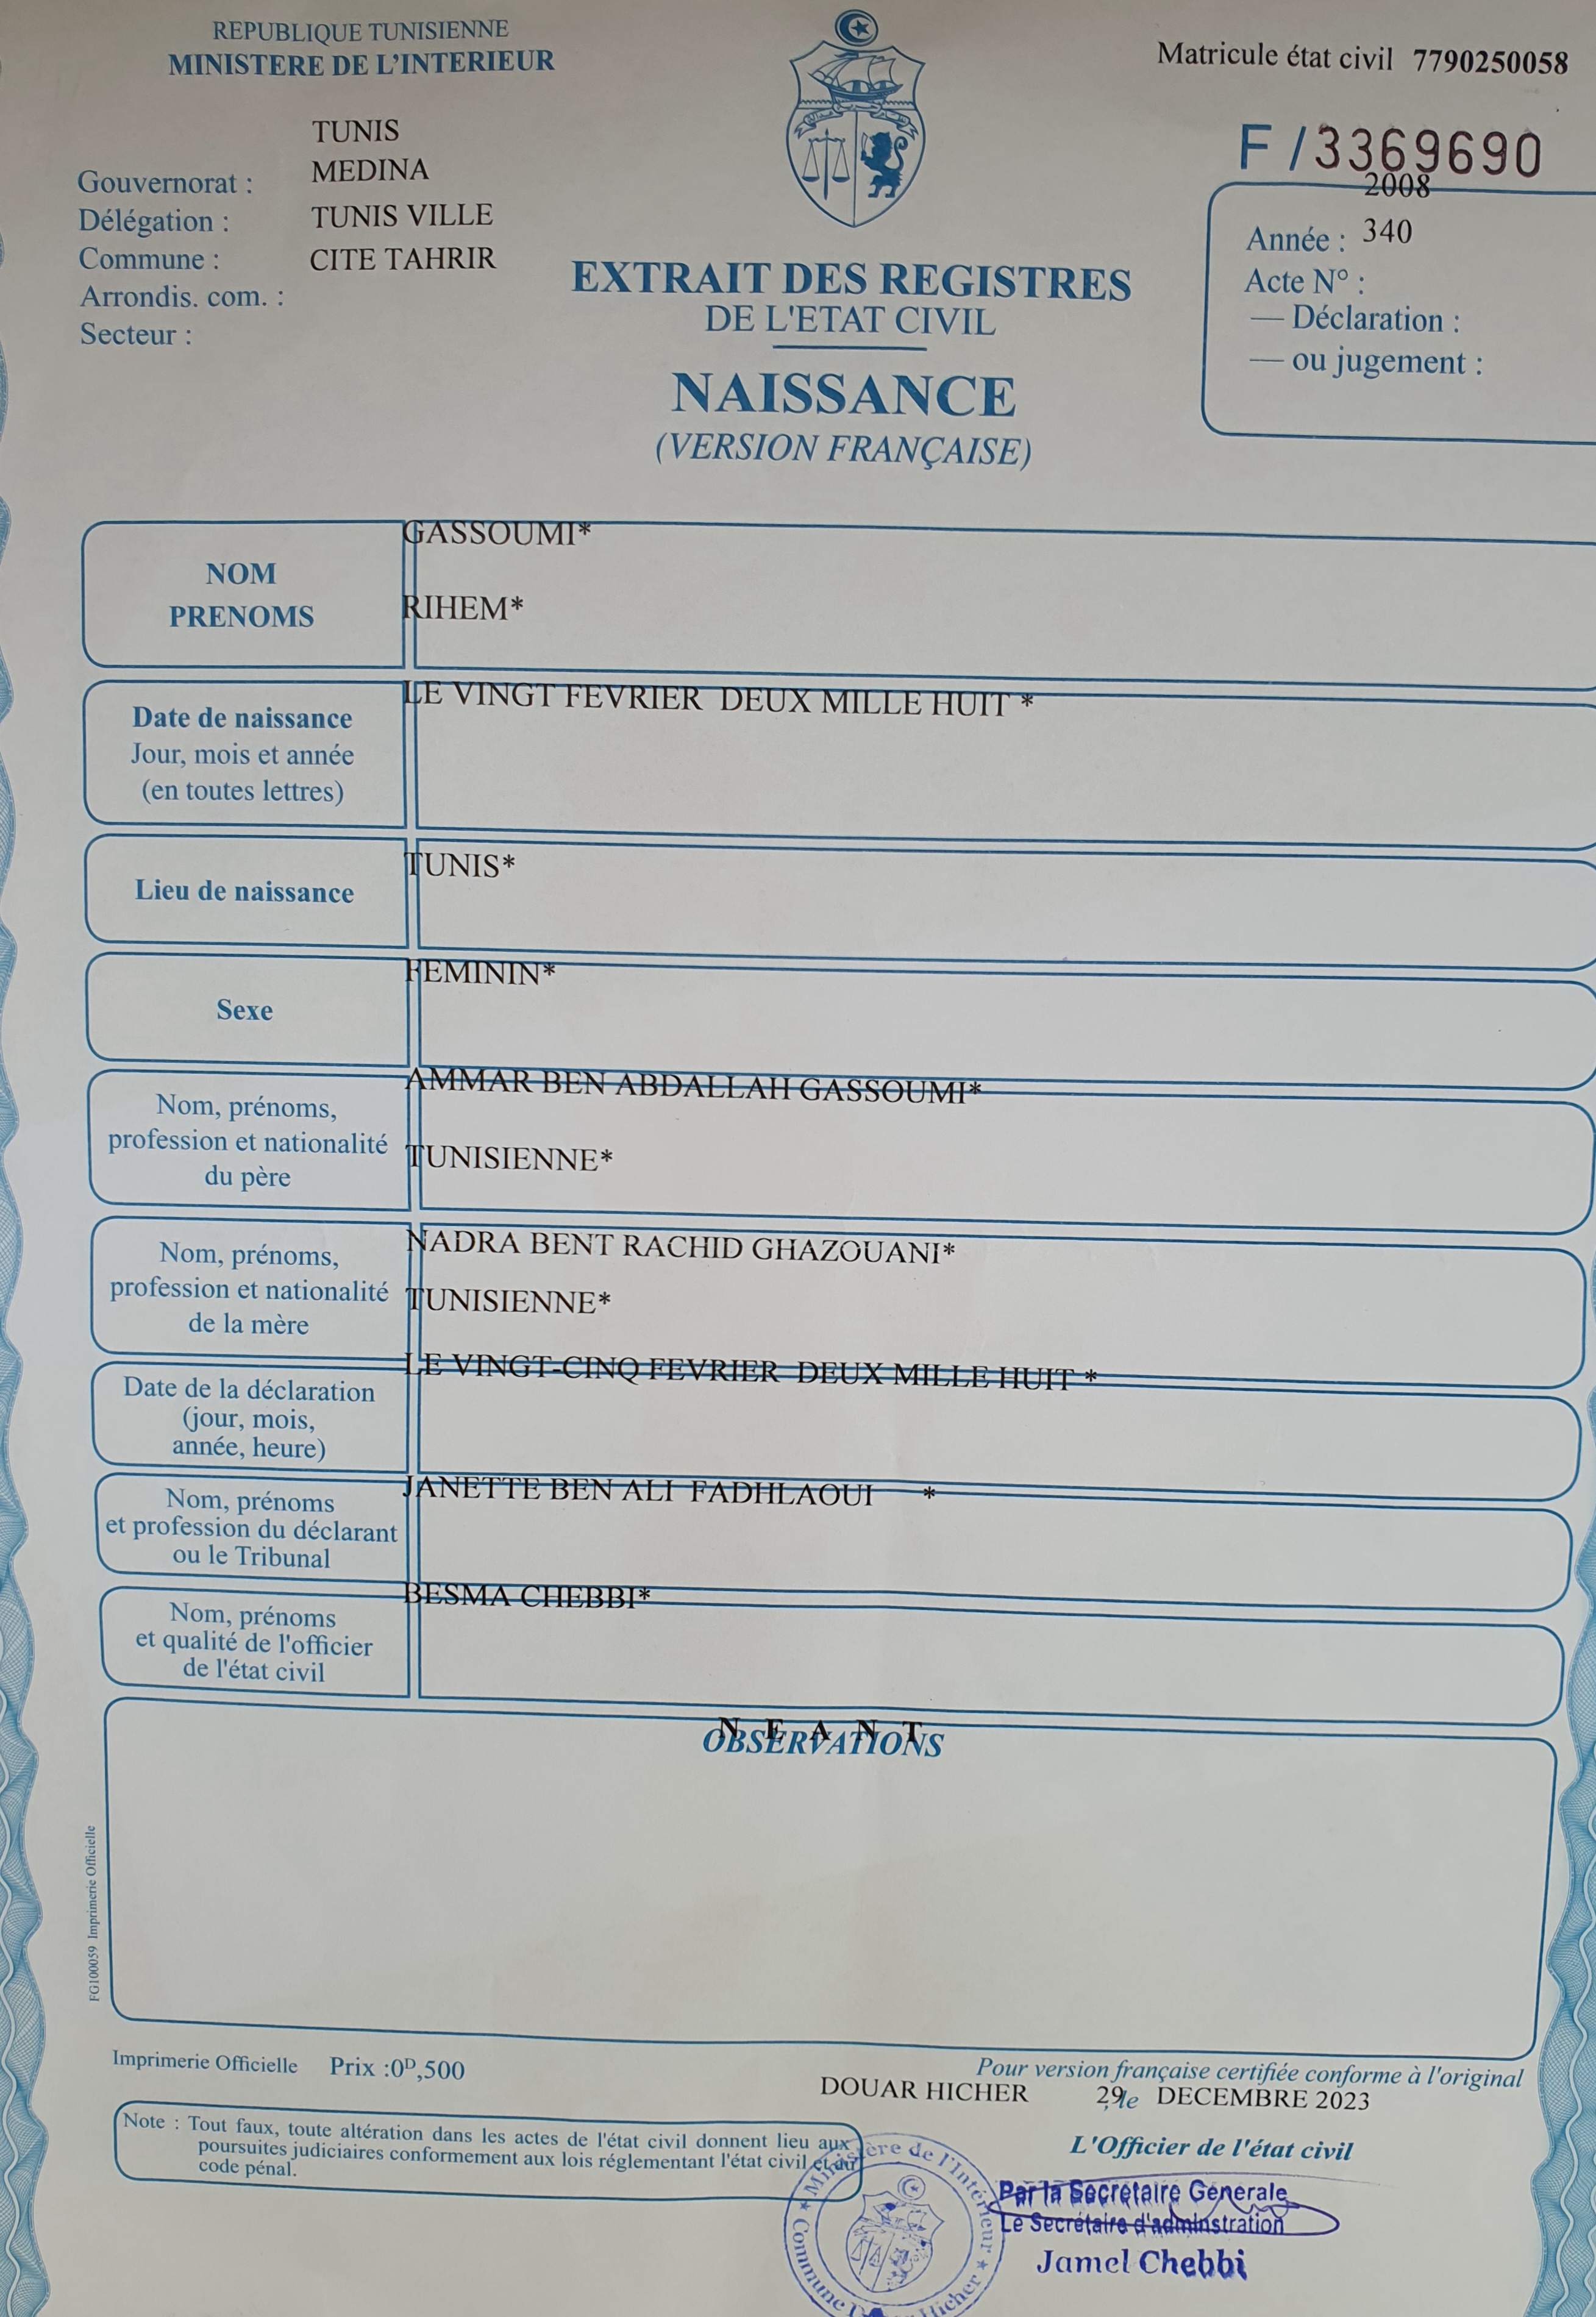 REPUBLIQUE TUNISIENNE
MINISTERE DE L'INTERIEUR
Matricule état civil 7790250058
F / 3369690
TUNIS
MEDINA
TUNIS VILLE
CITE TAHRIR
Gouvernorat :
Délégation :
Commune :
Arrondis. com. :
Secteur :
2008
Année : 340
Acte N° :
— Déclaration :
— ou jugement :
EXTRAIT DES REGISTRES
DE L'ETAT CIVIL
NAISSANCE
(VERSION FRANÇAISE)
NOM
PRENOMS
GASSOUMI*
RIHEM*
Date de naissance
Jour, mois et année
(en toutes lettres)
LE VINGT FEVRIER DEUX MILLE HUIT *
Lieu de naissance
TUNIS*
Sexe
FEMININ*
Nom, prénoms,
profession et nationalité
du père
AMMAR BEN ABDALLAH GASSOUMI*
TUNISIENNE*
Nom, prénoms,
profession et nationalité
de la mère
NADRA BENT RACHID GHAZOUANI*
TUNISIENNE*
Date de la déclaration
(jour, mois,
année, heure)
LE VINGT-CINQ FEVRIER DEUX MILLE HUIT *
Nom, prénoms
et profession du déclarant
ou le Tribunal
JANETTE BEN ALI FADHLAOUI *
Nom, prénoms
et qualité de l'officier
de l'état civil
BESMA CHEBBI*
N E A N T
OBSERVATIONS
FG100059 Imprimerie Officielle
Imprimerie Officielle Prix :0ᴰ,500
Pour version française certifiée conforme à l'original
DOUAR HICHER 29 ,le DECEMBRE 2023
L'Officier de l'état civil
Note : Tout faux, toute altération dans les actes de l'état civil donnent lieu aux
poursuites judiciaires conformement aux lois réglementant l'état civil et du
code pénal.
Ministère de l'Intérieur
Commune Douar Hicher
Par la Secrétaire Générale
Le Secrétaire d'adminstration
Jamel Chebbi